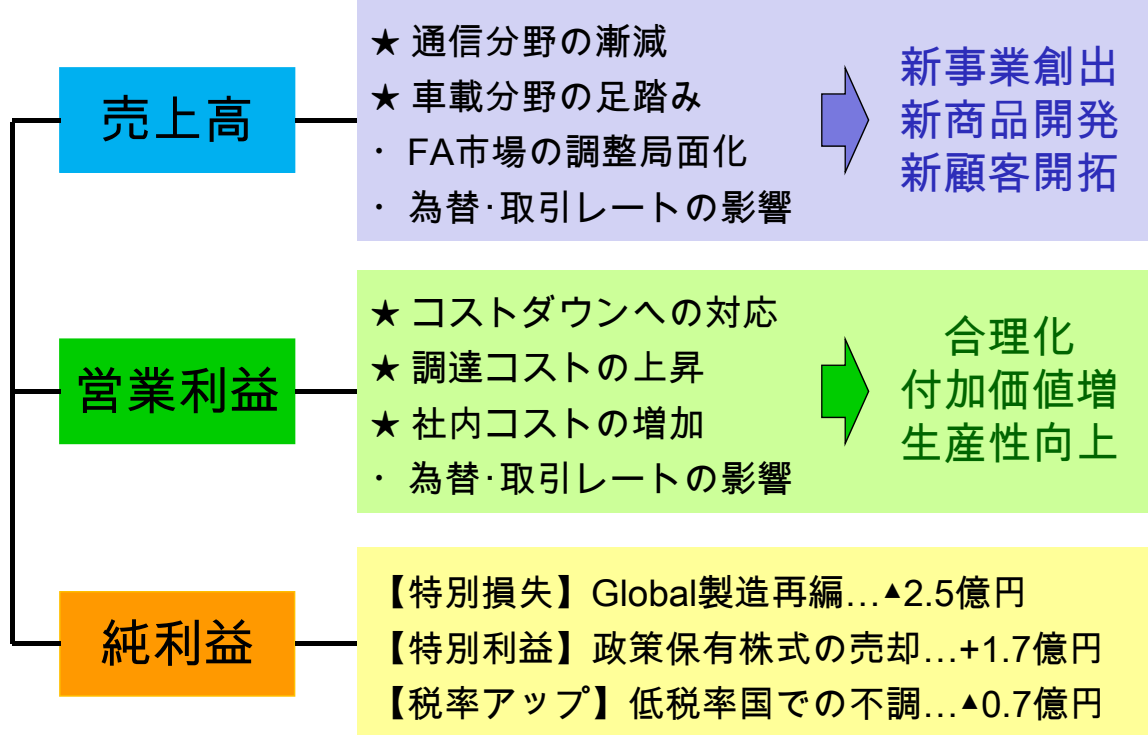 売上高
★ 通信分野の漸減
★ 車載分野の足踏み
・ FA市場の調整局面化
・ 為替･取引レートの影響
新事業創出
新商品開発
新顧客開拓
営業利益
★ コストダウンへの対応
★ 調達コストの上昇
★ 社内コストの増加
・ 為替･取引レートの影響
合理化
付加価値増
生産性向上
純利益
【特別損失】Global製造再編…▲2.5億円
【特別利益】政策保有株式の売却…+1.7億円
【税率アップ】低税率国での不調…▲0.7億円